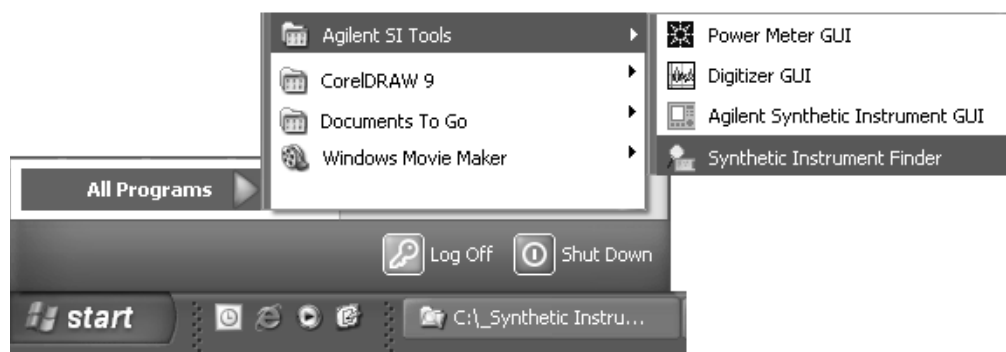 Agilent SI Tools
CorelDRAW 9
Documents To Go
Windows Movie Maker
Power Meter GUI
Digitizer GUI
Agilent Synthetic Instrument GUI
Synthetic Instrument Finder
All Programs
Log Off
Shut Down
start
C:\_Synthetic Instru...